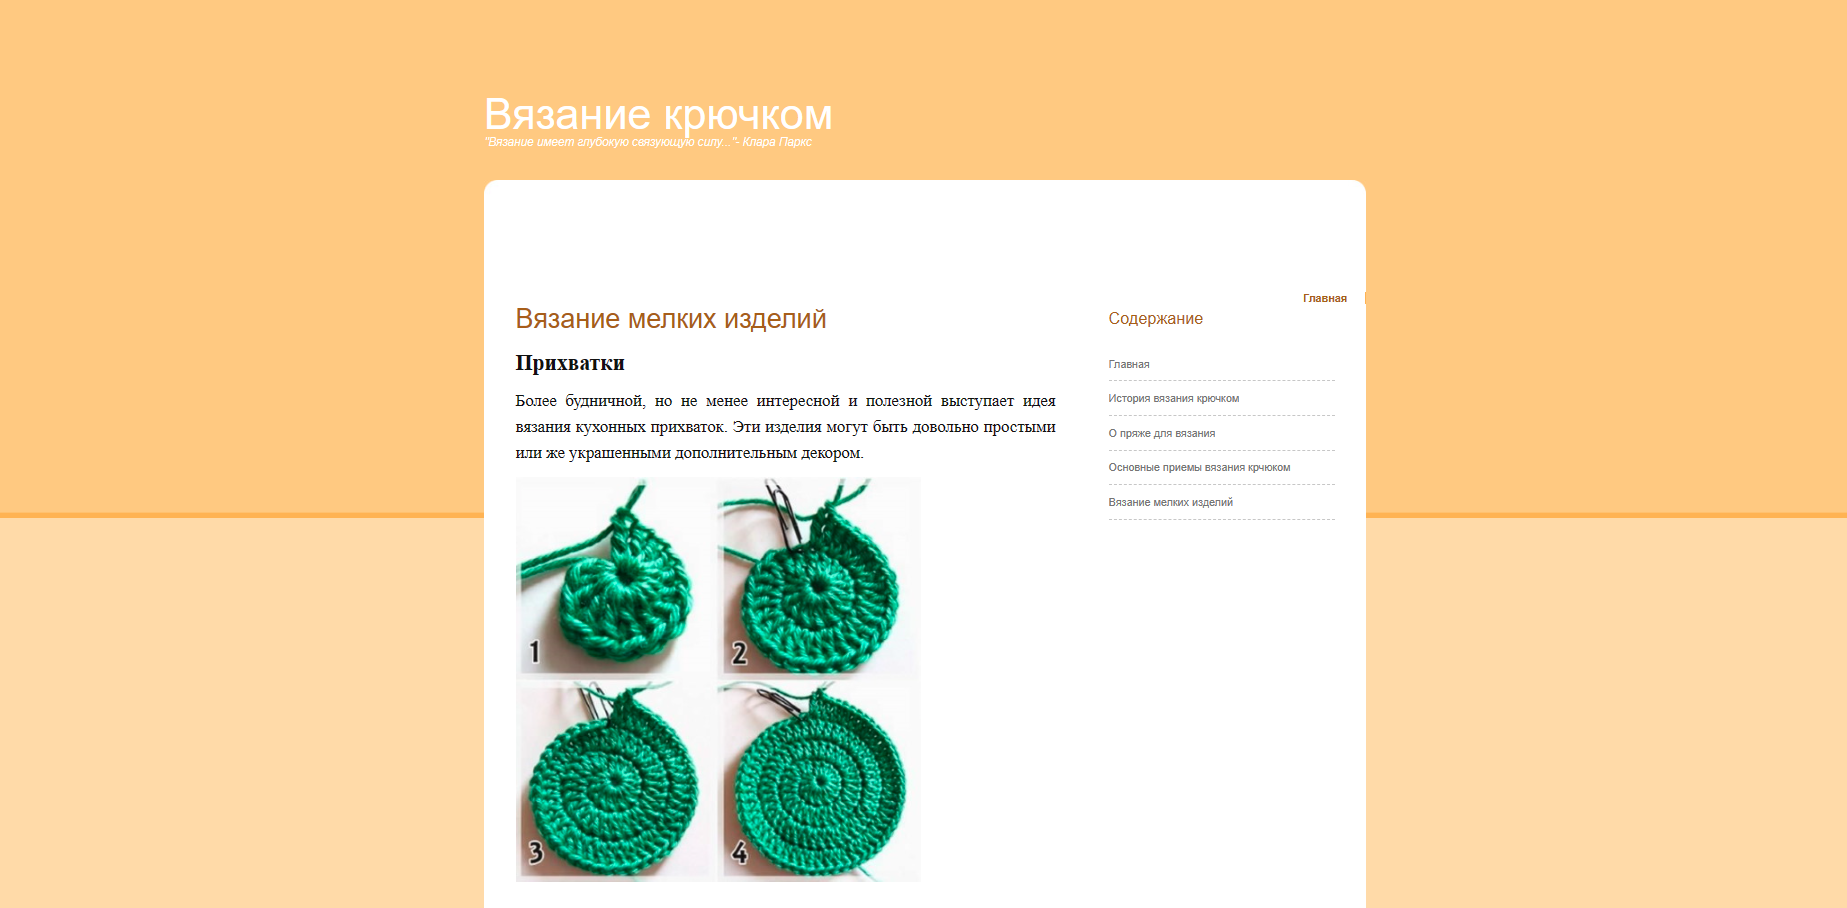 Вязание крючком
"Вязание имеет глубокую связующую силу..."- Клара Паркс
Главная
Вязание мелких изделий
Прихватки
Более будничной, но не менее интересной и полезной выступает идея
вязания кухонных прихваток. Эти изделия могут быть довольно простыми
или же украшенными дополнительным декором.
1
2
3
4
Содержание
Главная
История вязания крючком
О пряже для вязания
Основные приемы вязания крчюком
Вязание мелких изделий